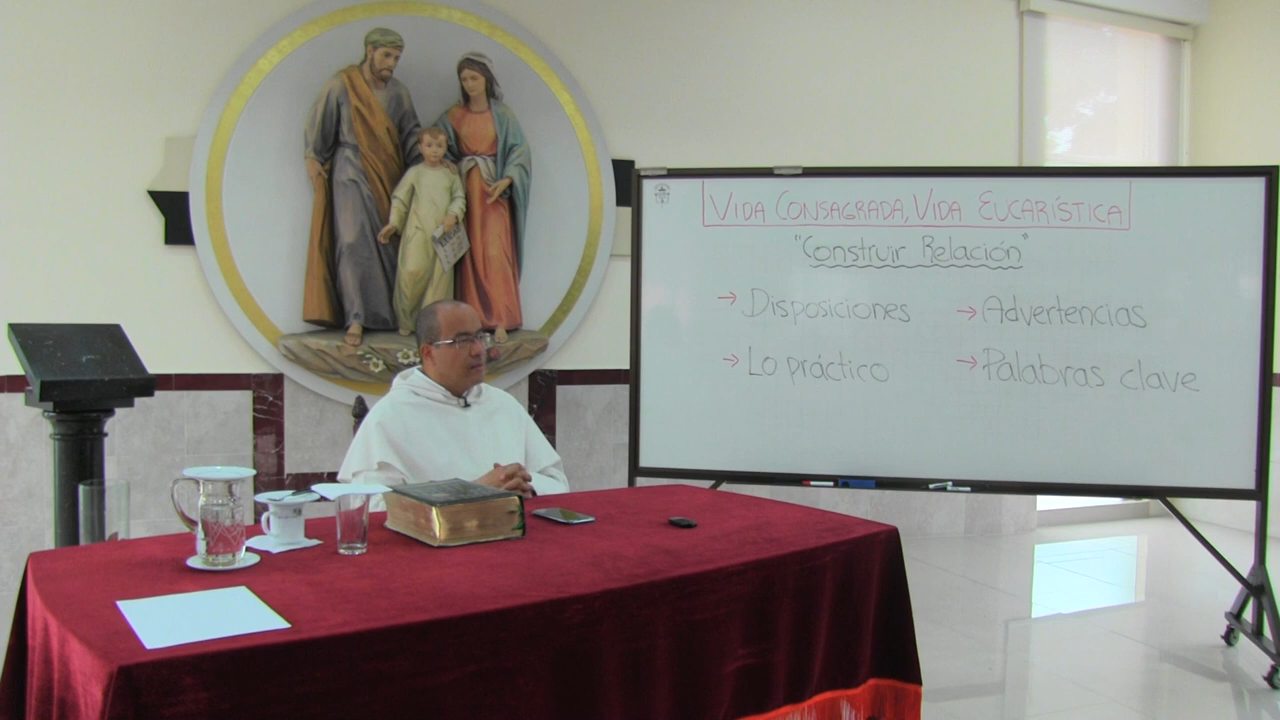 VIDA CONSAGRADA, VIDA EUCARÍSTICA
"Construir Relación"
→ Disposiciones
→ Advertencias
→ Lo práctico
→ Palabras clave